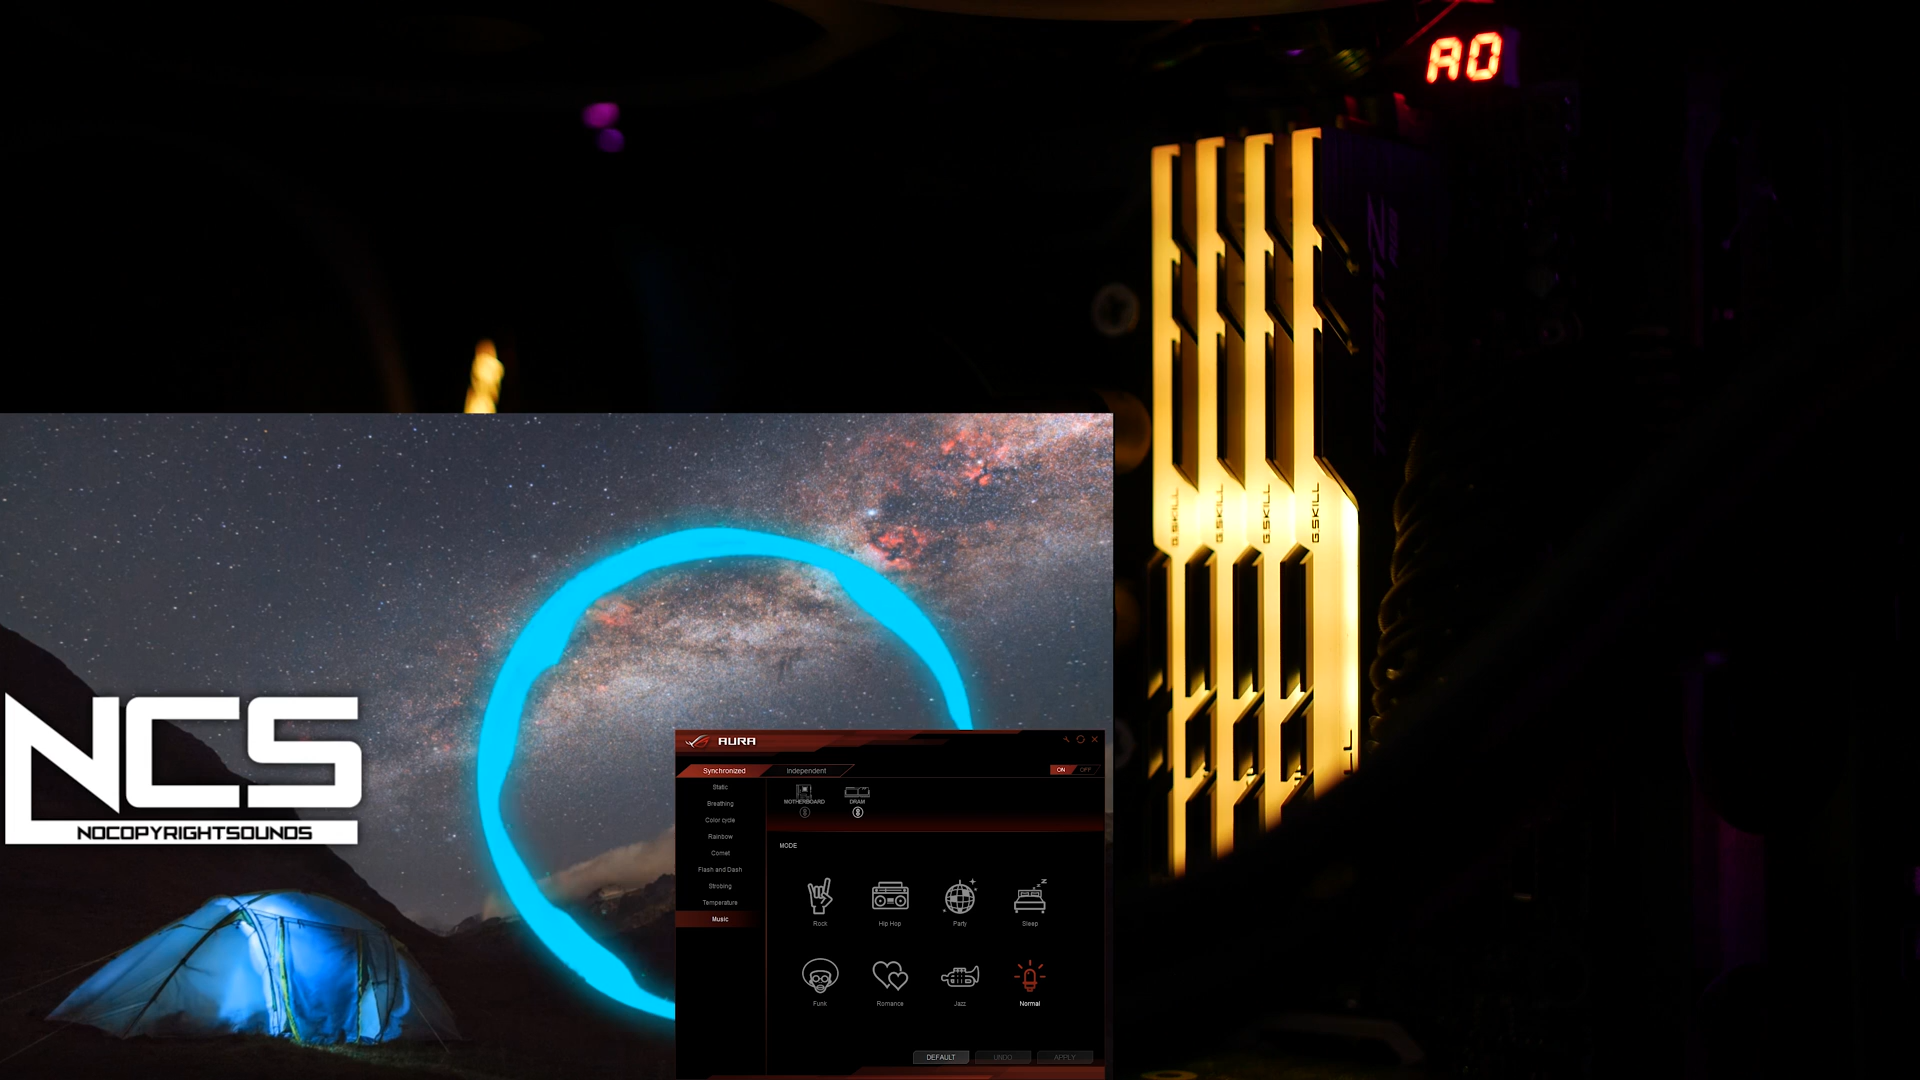 A0
TRIDENT Z
G.SKILL
G.SKILL
G.SKILL
G.SKILL
NCS
NOCOPYRIGHTSOUNDS
AURA
Synchronized
Independent
ON
OFF
Static
Breathing
Color cycle
Rainbow
Comet
Flash and Dash
Strobing
Temperature
Music
MOTHERBOARD
DRAM
MODE
Rock
Hip Hop
Party
Sleep
Funk
Romance
Jazz
Normal
DEFAULT
UNDO
APPLY